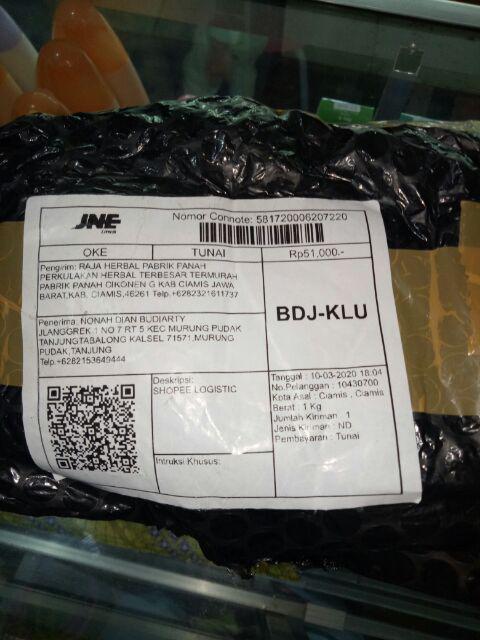 JNE
Nomor Connote: 581720006207220
OKE
TUNAI
Rp51,000.-
Pengirim: RAJA HERBAL PABRIK PANAH
PERKULAKAN HERBAL TERBESAR TERMURAH
PABRIK PANAH CIKONEN G KAB CIAMIS JAWA
BARAT,KAB. CIAMIS,46261 Telp.+6282321611737
BDJ-KLU
Penerima: NONAH DIAN BUDIARTY
JLANGGREK 1 NO 7 RT 5 KEC MURUNG PUDAK
TANJUNGTABALONG KALSEL 71571,MURUNG
PUDAK,TANJUNG
Telp.+6282153649444
Deskripsi:
SHOPEE LOGISTIC
Intruksi Khusus:
Tanggal : 10-03-2020 18:04
No.Pelanggan : 10430700
Kota Asal : Ciamis , Ciamis
Berat : 1 Kg
Jumlah Kiriman : 1
Jenis Kiriman : ND
Pembayaran : Tunai